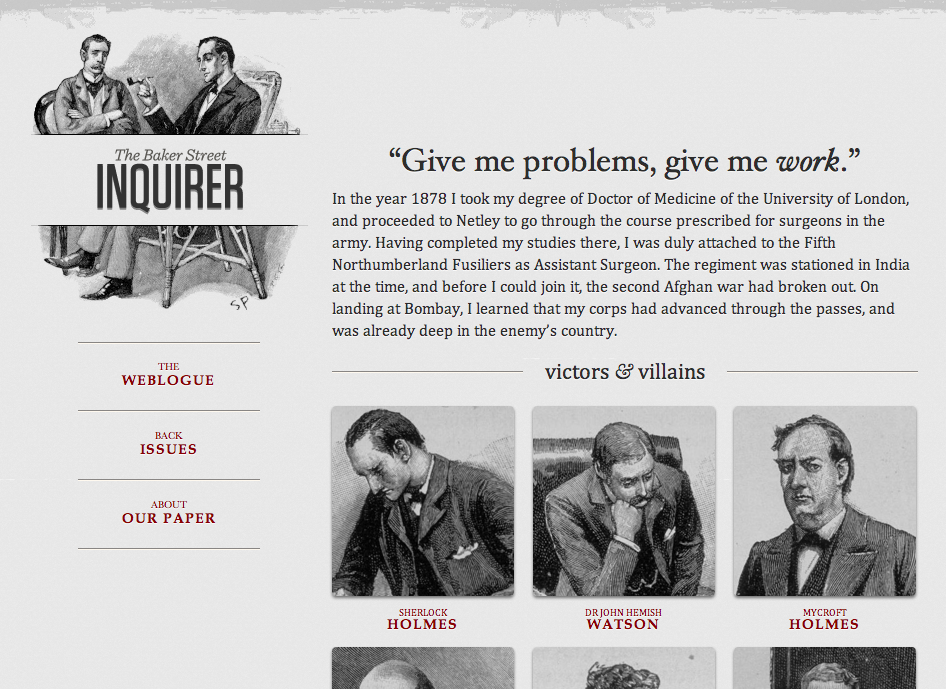 The Baker Street
INQUIRER
SP
THE
WEBLOGUE
BACK
ISSUES
ABOUT
OUR PAPER
“Give me problems, give me work.”
In the year 1878 I took my degree of Doctor of Medicine of the University of London,
and proceeded to Netley to go through the course prescribed for surgeons in the
army. Having completed my studies there, I was duly attached to the Fifth
Northumberland Fusiliers as Assistant Surgeon. The regiment was stationed in India
at the time, and before I could join it, the second Afghan war had broken out. On
landing at Bombay, I learned that my corps had advanced through the passes, and
was already deep in the enemy’s country.
victors & villains
SHERLOCK
HOLMES
DR JOHN HEMISH
WATSON
MYCROFT
HOLMES